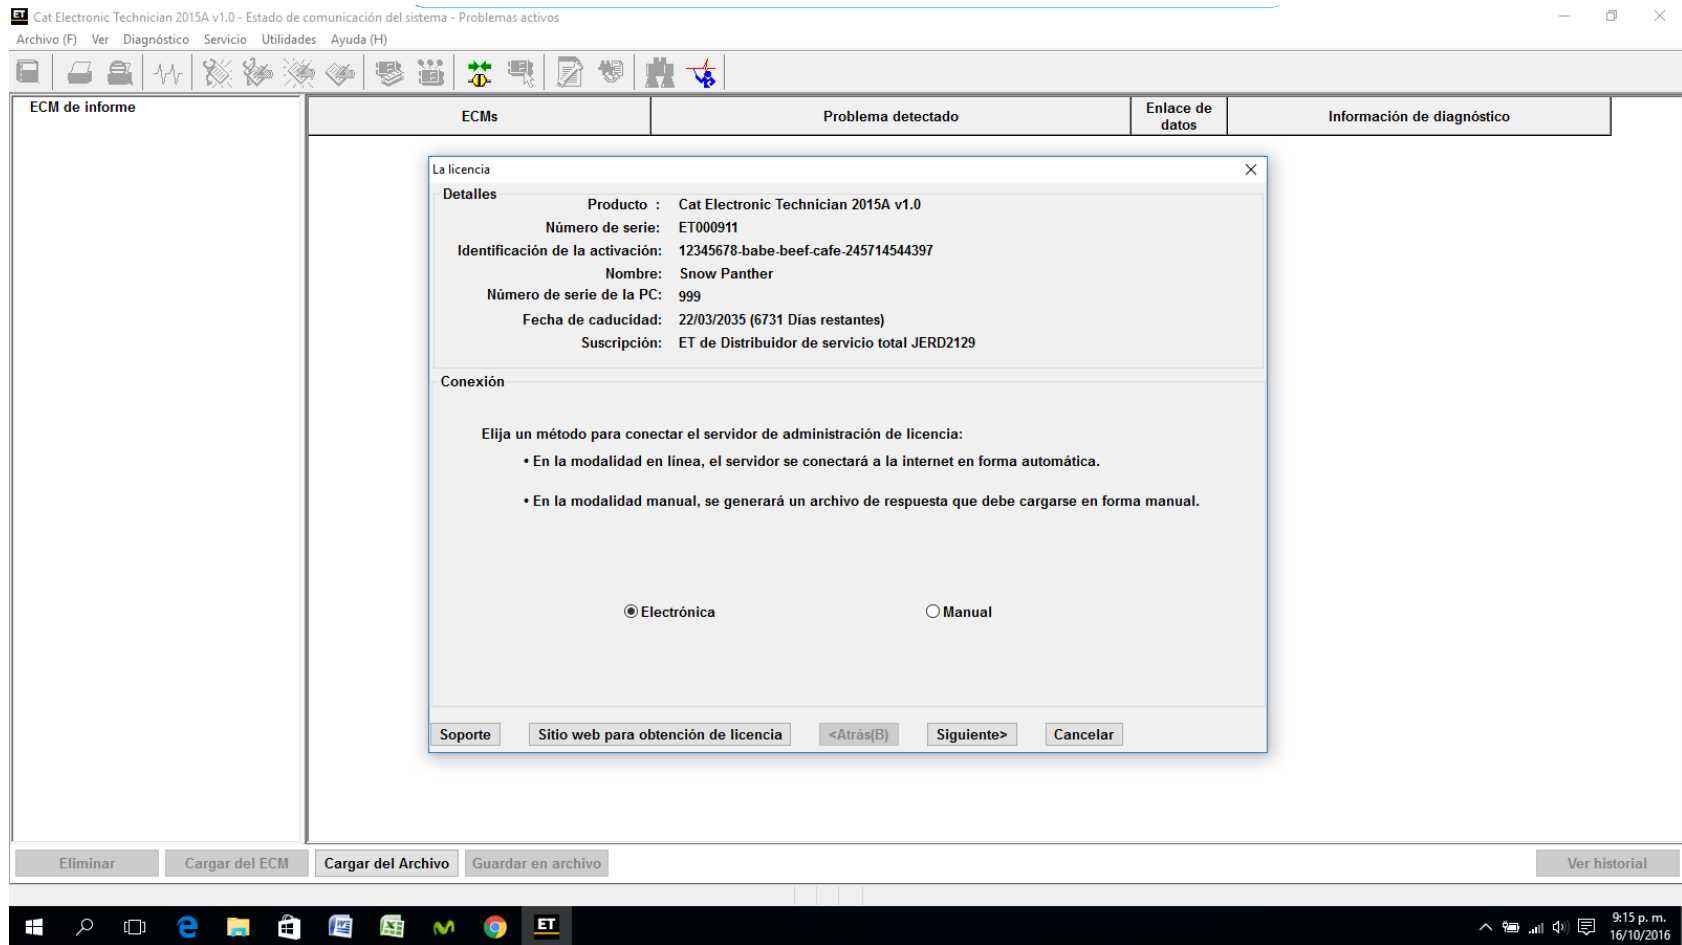 ET Cat Electronic Technician 2015A v1.0 - Estado de comunicación del sistema - Problemas activos
Archivo (F) Ver Diagnóstico Servicio Utilidades Ayuda (H)
ECM de informe
ECMs
Problema detectado
Enlace de
datos
Información de diagnóstico
La licencia
Detalles
Producto : Cat Electronic Technician 2015A v1.0
Número de serie: ET000911
Identificación de la activación: 12345678-babe-beef-cafe-245714544397
Nombre: Snow Panther
Número de serie de la PC: 999
Fecha de caducidad: 22/03/2035 (6731 Días restantes)
Suscripción: ET de Distribuidor de servicio total JERD2129
Conexión
Elija un método para conectar el servidor de administración de licencia:
• En la modalidad en línea, el servidor se conectará a la internet en forma automática.
• En la modalidad manual, se generará un archivo de respuesta que debe cargarse en forma manual.
Electrónica Manual
Soporte Sitio web para obtención de licencia <Atrás(B) Siguiente> Cancelar
Eliminar Cargar del ECM Cargar del Archivo Guardar en archivo Ver historial
ET
9:15 p. m.
16/10/2016